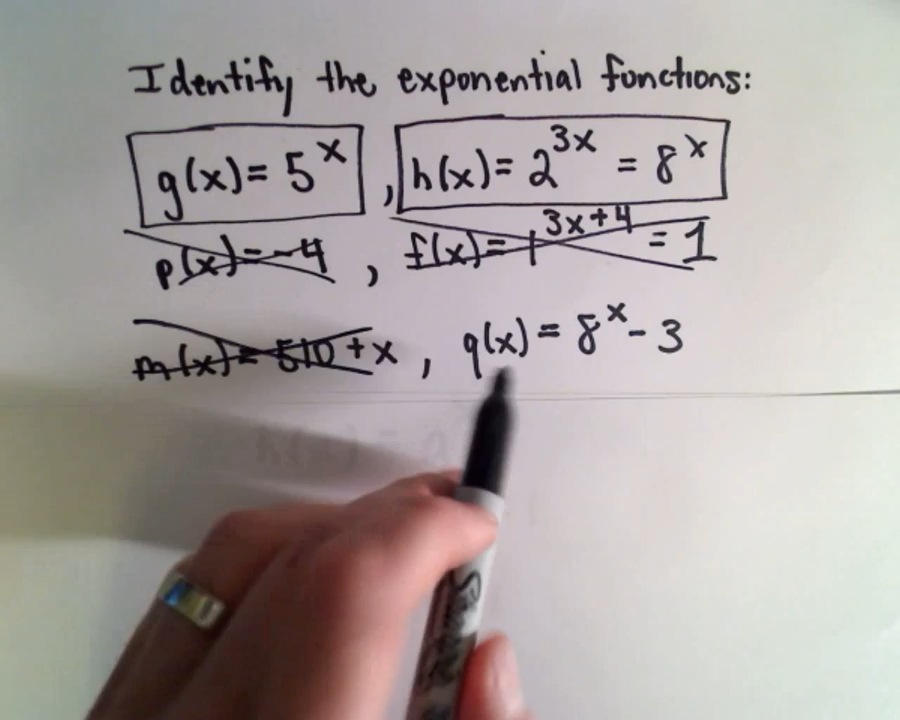 Identify the exponential functions:
g(x) = 5^x , h(x) = 2^{3x} = 8^x
p(x) = -4 , f(x) = 1^{3x+4} = 1
m(x) = 510 + x , q(x) = 8^x - 3